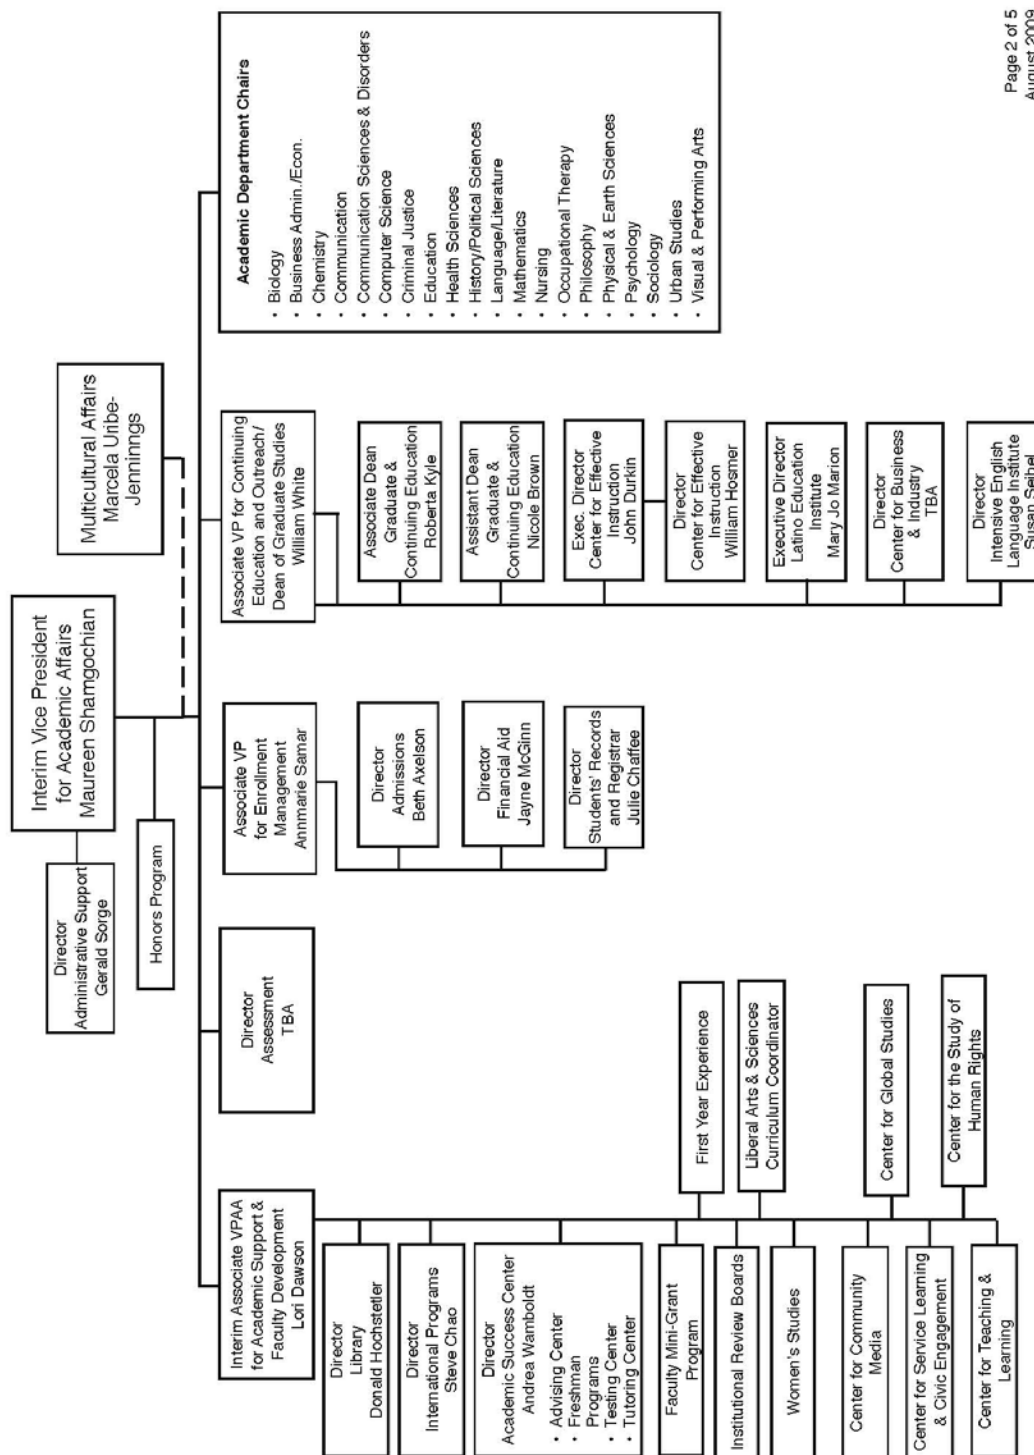 Interim Vice President
for Academic Affairs
Maureen Shamgochian
Director
Administrative Support
Gerald Sorge
Honors Program
Multicultural Affairs
Marcela Uribe-
Jenninngs
Interim Associate VPAA
for Academic Support &
Faculty Development
Lori Dawson
Director
Library
Donald Hochstetler
Director
International Programs
Steve Chao
Director
Academic Success Center
Andrea Wamboldt
• Advising Center
• Freshman
Programs
• Testing Center
• Tutoring Center
Faculty Mini-Grant
Program
First Year Experience
Institutional Review Boards
Liberal Arts & Sciences
Curriculum Coordinator
Women's Studies
Center for Community
Media
Center for Global Studies
Center for Service Learning
& Civic Engagement
Center for the Study of
Human Rights
Center for Teaching &
Learning
Director
Assessment
TBA
Associate VP
for Enrollment
Management
Annmarie Samar
Director
Admissions
Beth Axelson
Director
Financial Aid
Jayne McGinn
Director
Students' Records
and Registrar
Julie Chaffee
Associate VP for Continuing
Education and Outreach/
Dean of Graduate Studies
William White
Associate Dean
Graduate &
Continuing Education
Roberta Kyle
Assistant Dean
Graduate &
Continuing Education
Nicole Brown
Exec. Director
Center for Effective
Instruction
John Durkin
Director
Center for Effective
Instruction
William Hosmer
Executive Director
Latino Education
Institute
Mary Jo Marion
Director
Center for Business
& Industry
TBA
Director
Intensive English
Language Institute
Susan Seibel
Academic Department Chairs
• Biology
• Business Admin./Econ.
• Chemistry
• Communication
• Communication Sciences & Disorders
• Computer Science
• Criminal Justice
• Education
• Health Sciences
• History/Political Sciences
• Language/Literature
• Mathematics
• Nursing
• Occupational Therapy
• Philosophy
• Physical & Earth Sciences
• Psychology
• Sociology
• Urban Studies
• Visual & Performing Arts
Page 2 of 5
August 2009